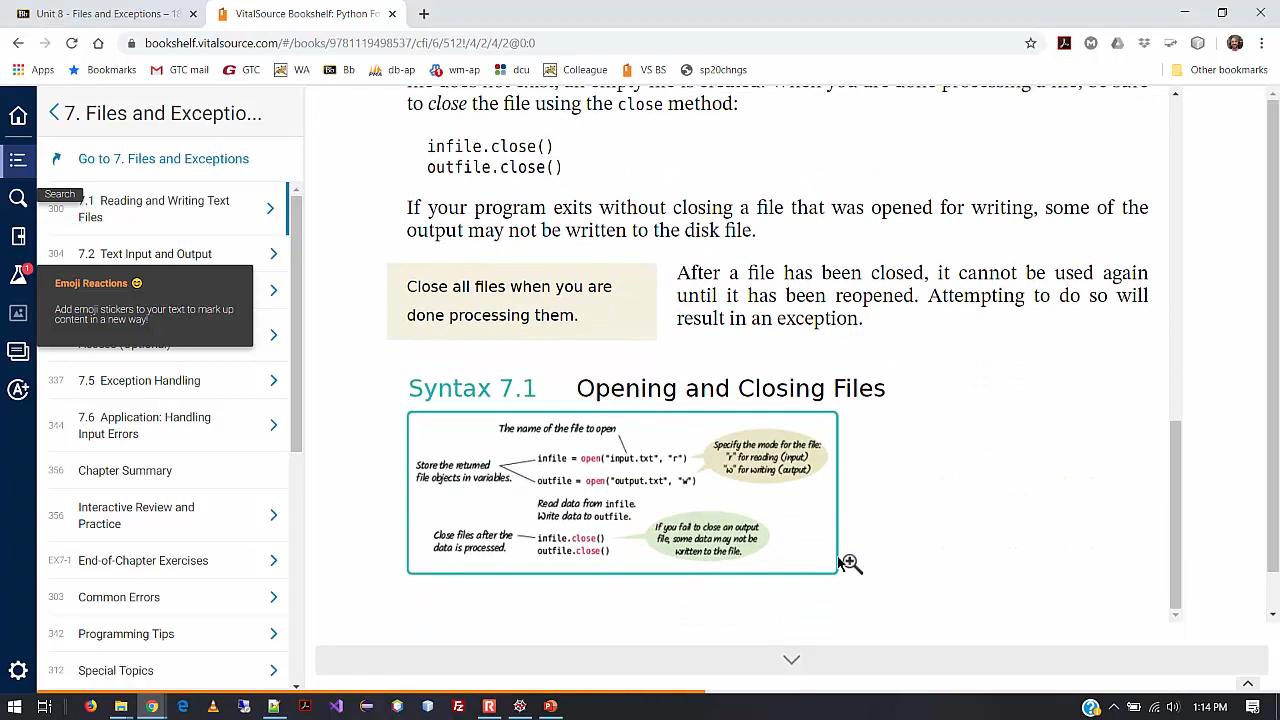 Unit 8 - Files and Exceptions – 18
VitalSource Bookshelf: Python Fo
bookshelf.vitalsource.com/#/books/9781119498537/cfi/6/512!/4/2/4/2@0:0
Apps
Bookmarks
GTC mail
GTC
WA
Bb
db-ap
wm-ap
dcu
Colleague
VS BS
sp20chngs
Other bookmarks
7. Files and Exceptio...
Go to 7. Files and Exceptions
Search
300
7.1 Reading and Writing Text
Files
304
7.2 Text Input and Output
Emoji Reactions
Add emoji stickers to your text to mark up
content in a new way!
337
7.5 Exception Handling
344
7.6 Application: Handling
Input Errors
356
Chapter Summary
356
Interactive Review and
Practice
EX7-1
End-of-Chapter Exercises
303
Common Errors
342
Programming Tips
312
Special Topics
to close the file using the close method:
infile.close()
outfile.close()
If your program exits without closing a file that was opened for writing, some of the
output may not be written to the disk file.
Close all files when you are
done processing them.
After a file has been closed, it cannot be used again
until it has been reopened. Attempting to do so will
result in an exception.
Syntax 7.1 Opening and Closing Files
The name of the file to open
Store the returned
file objects in variables.
infile = open("input.txt", "r")
outfile = open("output.txt", "w")
Specify the mode for the file:
"r" for reading (input)
"w" for writing (output)
Read data from infile.
Write data to outfile.
Close files after the
data is processed.
infile.close()
outfile.close()
If you fail to close an output
file, some data may not be
written to the file.
1:14 PM